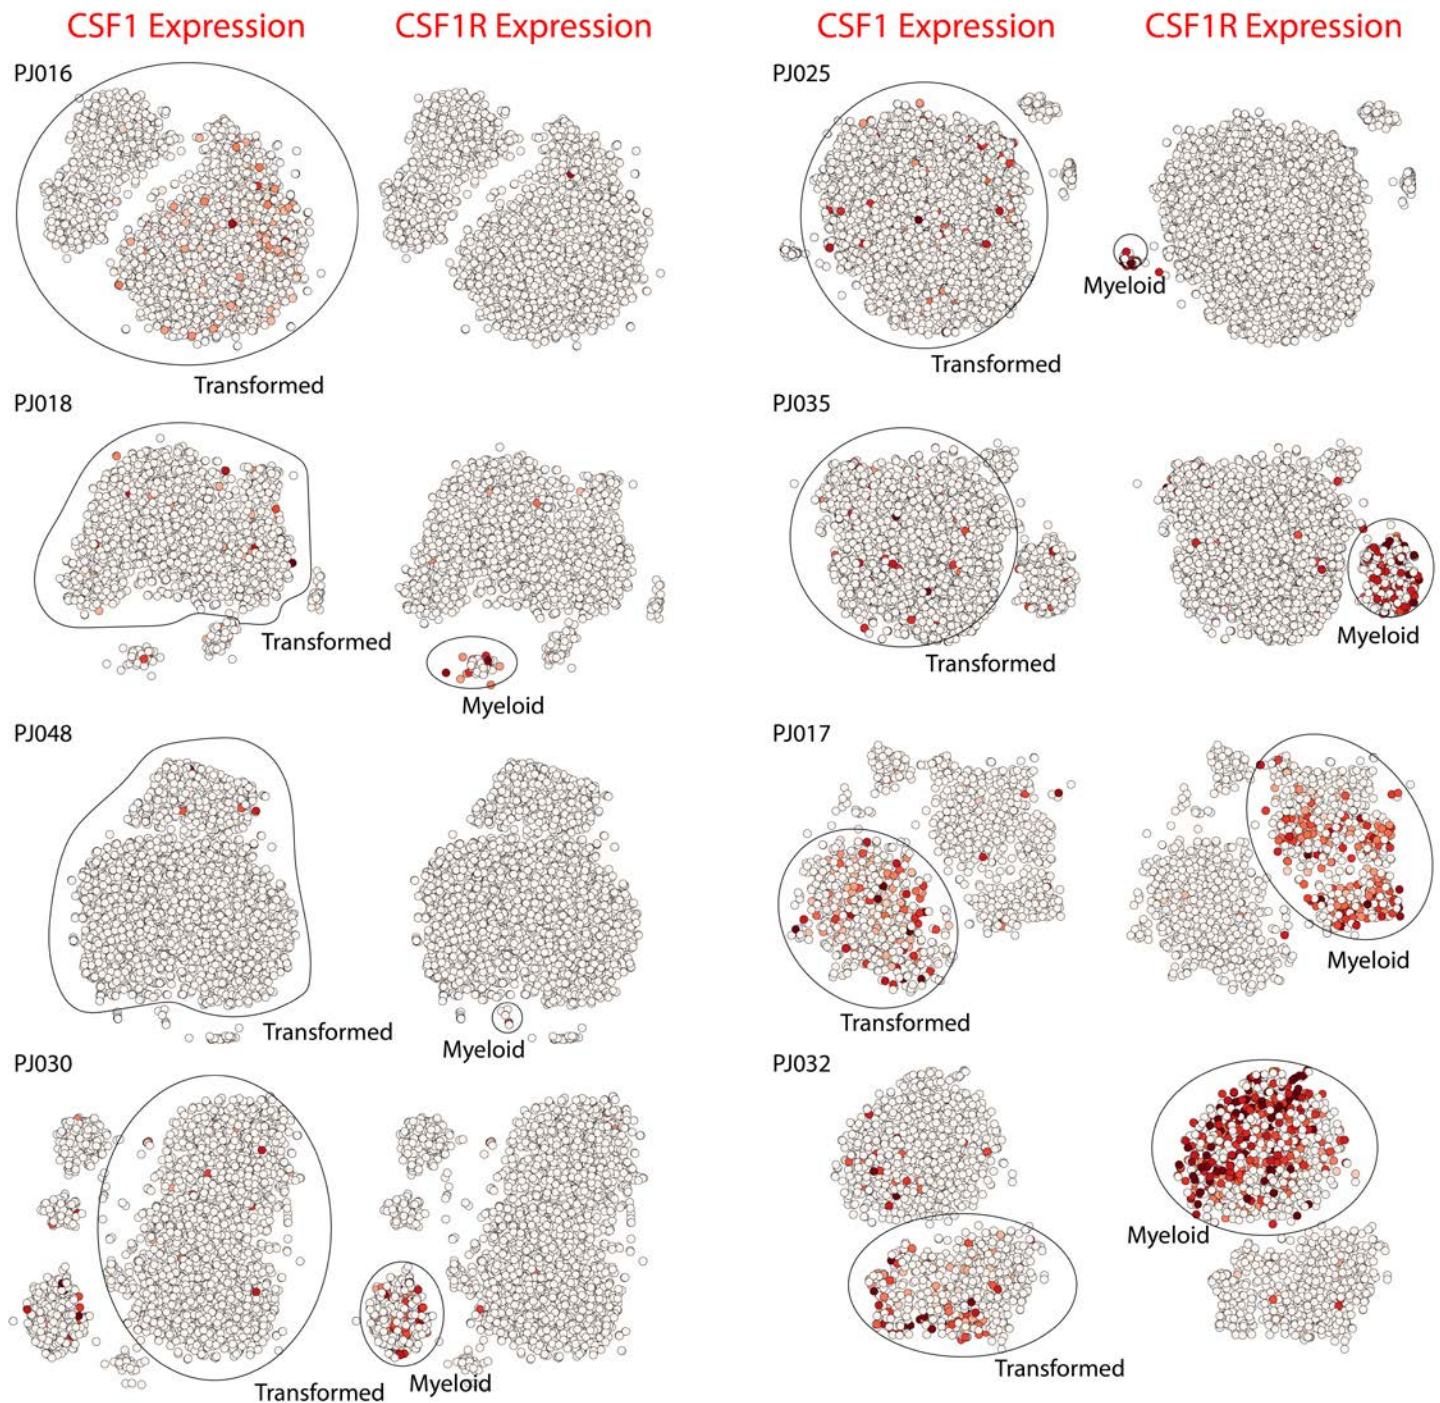 CSF1 Expression
CSF1R Expression
CSF1 Expression
CSF1R Expression
PJ016
Transformed
PJ025
Transformed
Myeloid
PJ018
Transformed
Myeloid
PJ035
Transformed
Myeloid
PJ048
Transformed
Myeloid
PJ017
Transformed
Myeloid
PJ030
Transformed
Myeloid
PJ032
Transformed
Myeloid